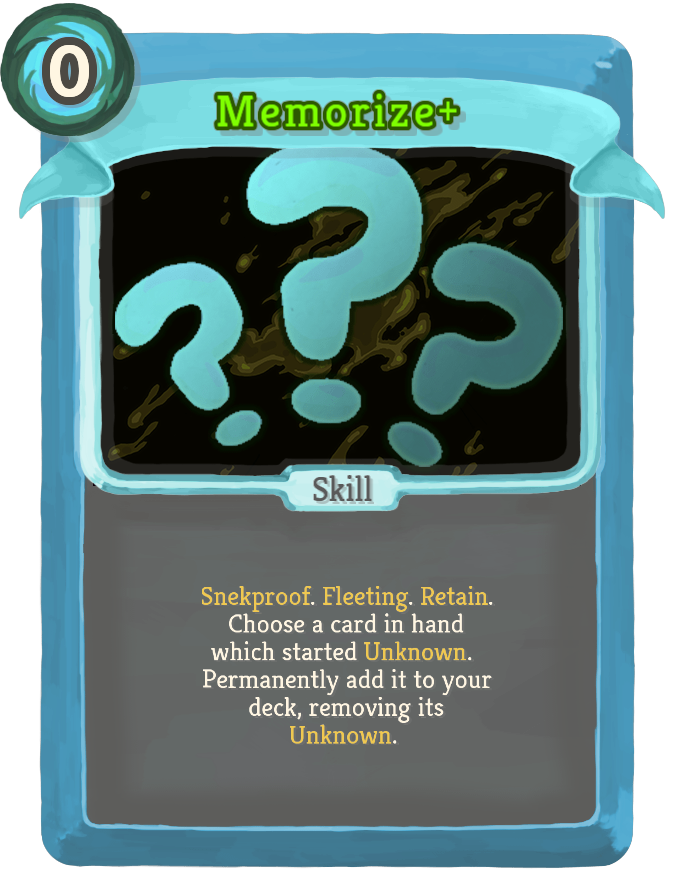 0
Memorize+
Skill
Snekproof. Fleeting. Retain.
Choose a card in hand
which started Unknown.
Permanently add it to your
deck, removing its
Unknown.